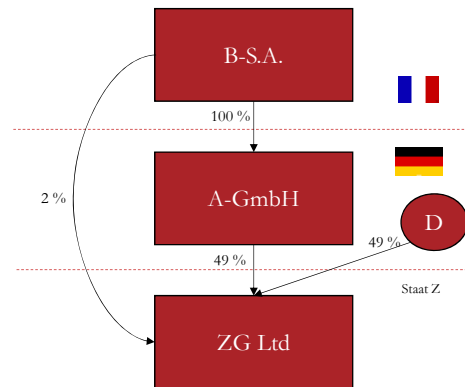 B-S.A.
100 %
2 %
A-GmbH
D
49 %
49 %
Staat Z
ZG Ltd